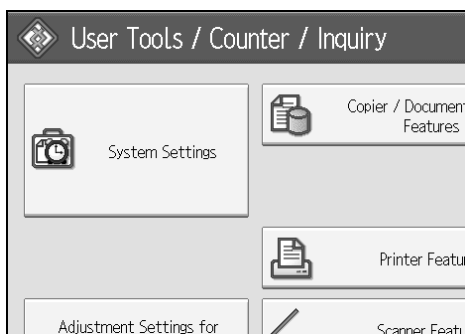 User Tools / Counter / Inquiry
System Settings
Copier / Document
Features
Printer Featu
Adjustment Settings for
Scanner Featu